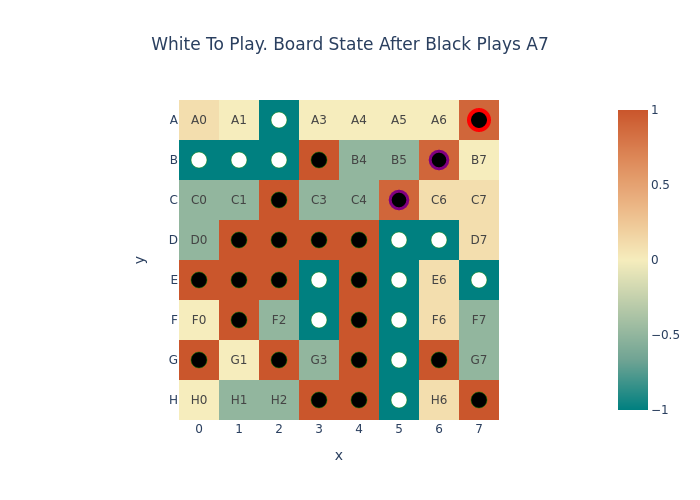 White To Play. Board State After Black Plays A7
A A0 A1 A3 A4 A5 A6
B B4 B5 B7
C C0 C1 C3 C4 C6 C7
D D0 D7
E E6
F F0 F2 F6 F7
G G1 G3 G7
H H0 H1 H2 H6
0 1 2 3 4 5 6 7
x
y
1
0.5
0
−0.5
−1